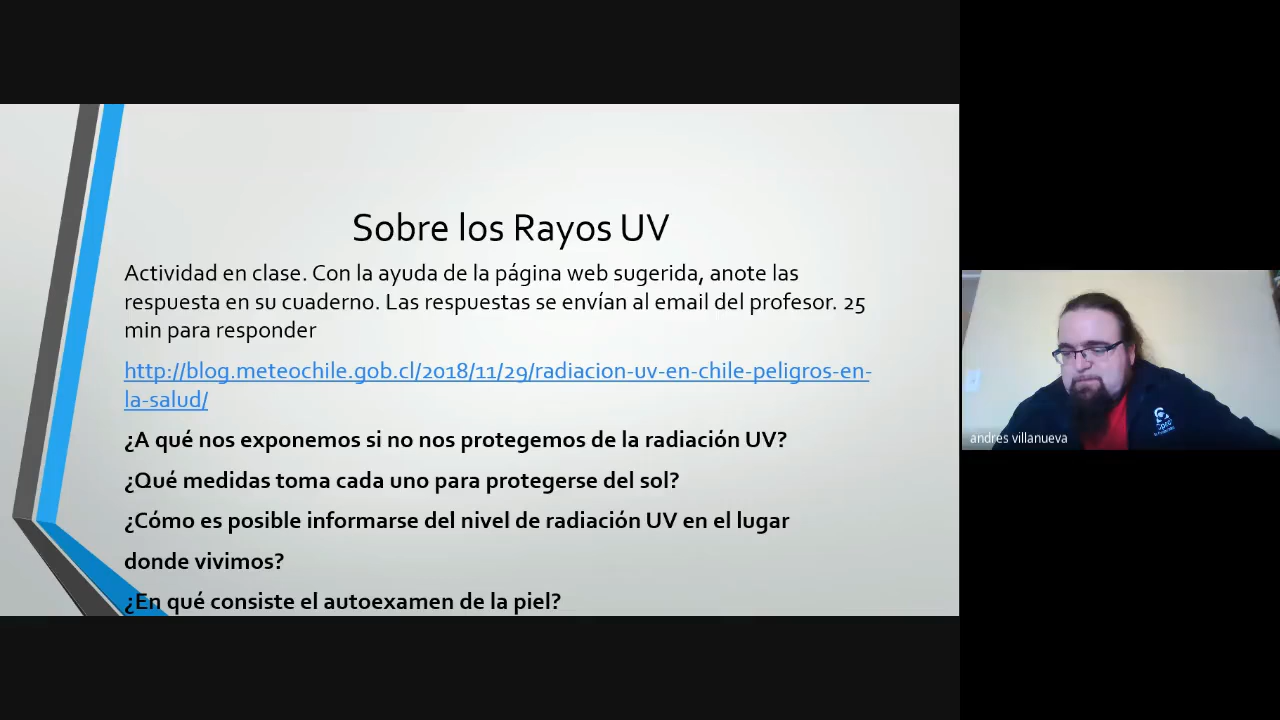 Sobre los Rayos UV
Actividad en clase. Con la ayuda de la página web sugerida, anote las
respuesta en su cuaderno. Las respuestas se envían al email del profesor. 25
min para responder
http://blog.meteochile.gob.cl/2018/11/29/radiacion-uv-en-chile-peligros-en-
la-salud/
¿A qué nos exponemos si no nos protegemos de la radiación UV?
¿Qué medidas toma cada uno para protegerse del sol?
¿Cómo es posible informarse del nivel de radiación UV en el lugar
donde vivimos?
¿En qué consiste el autoexamen de la piel?
andres villanueva